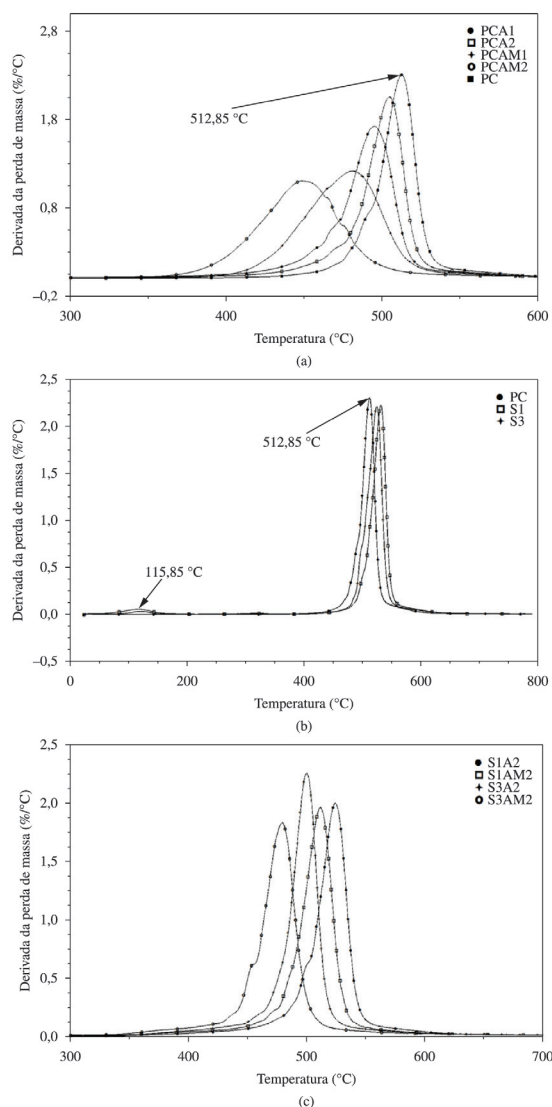 2,8
1,8
0,8
–0,2
Derivada da perda de massa (%/°C)
PCA1
PCA2
PCAM1
PCAM2
PC
512,85 °C
300
400
500
600
Temperatura (°C)
(a)
2,5
2,0
1,5
1,0
0,5
0,0
–0,5
Derivada da perda de massa (%/°C)
PC
S1
S3
512,85 °C
115,85 °C
0
200
400
600
800
Temperatura (°C)
(b)
2,5
2,0
1,5
1,0
0,5
0,0
Derivada da perda de massa (%/°C)
S1A2
S1AM2
S3A2
S3AM2
300
400
500
600
700
Temperatura (°C)
(c)